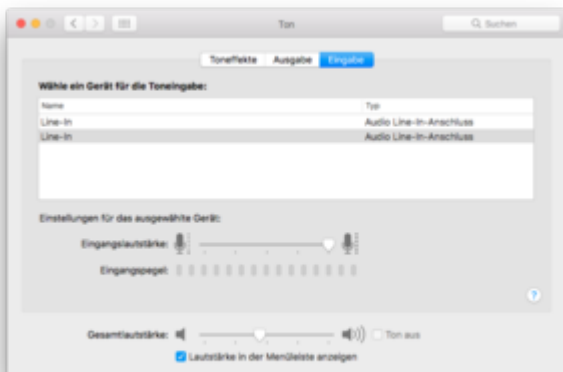 Ton
Suchen
Toneffekte Ausgabe Eingabe
Wähle ein Gerät für die Toneingabe:
Name Typ
Line-In Audio Line-In-Anschluss
Line-In Audio Line-In-Anschluss
Einstellungen für das ausgewählte Gerät:
Eingangslautstärke:
Eingangspegel:
?
Gesamtlautstärke: Ton aus
Lautstärke in der Menüleiste anzeigen